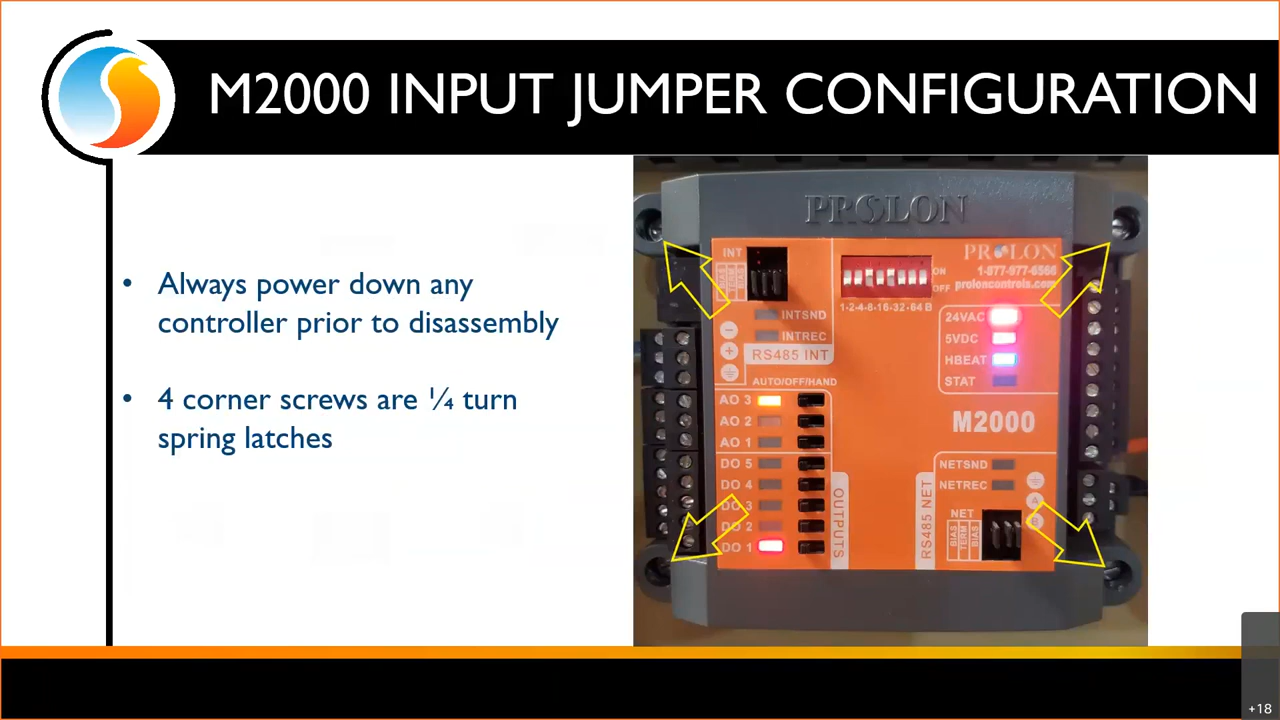 M2000 INPUT JUMPER CONFIGURATION
• Always power down any
controller prior to disassembly
• 4 corner screws are ¼ turn
spring latches
PROLON
INT
BIAS
TERM
BIAS
INTSND
INTREC
RS485 INT
AUTO/OFF/HAND
AO 3
AO 2
AO 1
DO 5
DO 4
DO 3
DO 2
DO 1
OUTPUTS
ON
OFF
1-2-4-8-16-32-64 B
PROLON
1-877-977-6566
proloncontrols.com
24VAC
5VDC
HBEAT
STAT
M2000
NETSND
NETREC
RS485 NET
NET
BIAS
TERM
BIAS
A
+18